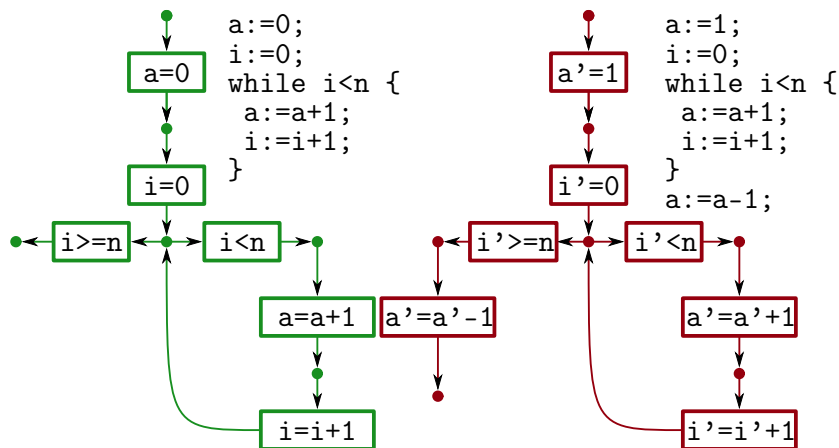 a:=0;
i:=0;
while i<n {
a:=a+1;
i:=i+1;
}
a=0
i=0
i>=n
i<n
a=a+1
i=i+1
a:=1;
i:=0;
while i<n {
a:=a+1;
i:=i+1;
}
a:=a-1;
a'=1
i'=0
i'>=n
i'<n
a'=a'-1
a'=a'+1
i'=i'+1